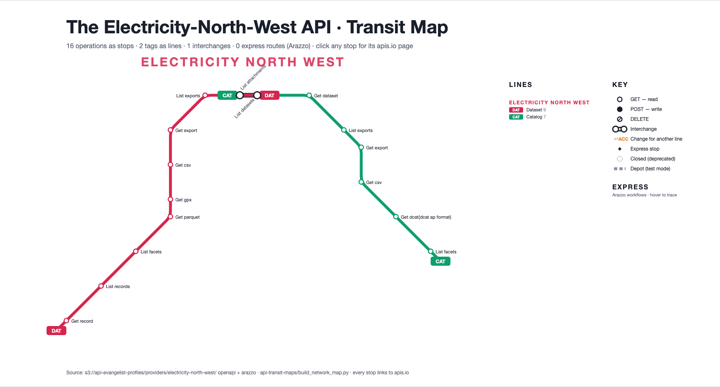 The Electricity-North-West API · Transit Map
16 operations as stops · 2 tags as lines · 1 interchanges · 0 express routes (Arazzo) · click any stop for its apis.io page
ELECTRICITY NORTH WEST
List attachments
List exports
CAT
DAT
Get dataset
List datasets
Get export
List exports
Get export
Get csv
Get csv
Get gpx
Get parquet
Get dcat(dcat ap format)
List facets
List facets
CAT
List records
Get record
DAT
LINES
ELECTRICITY NORTH WEST
DAT Dataset
CAT Catalog 7
KEY
GET — read
POST — write
DELETE
Interchange
ACC Change for another line
Express stop
Closed (deprecated)
Depot (test mode)
EXPRESS
Arazzo workflows · hover to trace
Source: s3://api-evangelist-profiles/providers/electricity-north-west/ openapi + arazzo · api-transit-maps/build_network_map.py · every stop links to apis.io